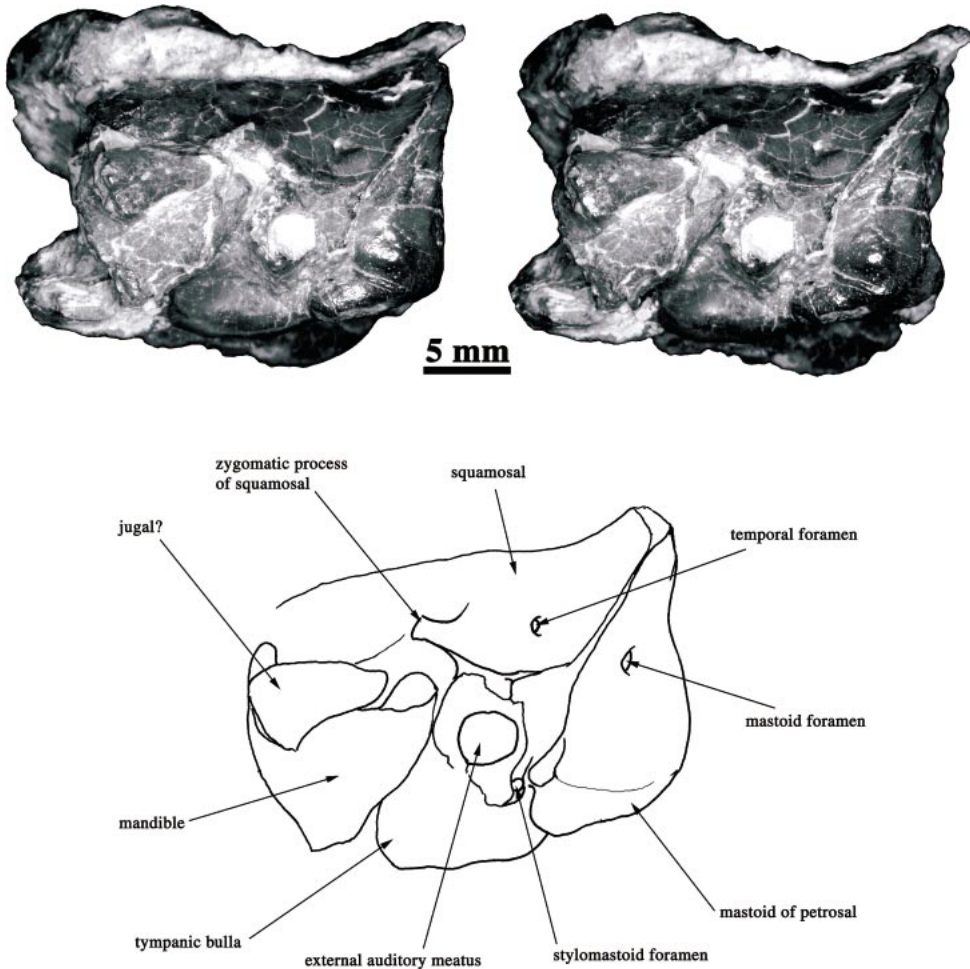 5 mm
zygomatic process
of squamosal
squamosal
jugal?
temporal foramen
mastoid foramen
mandible
mastoid of petrosal
tympanic bulla
external auditory meatus
stylomastoid foramen